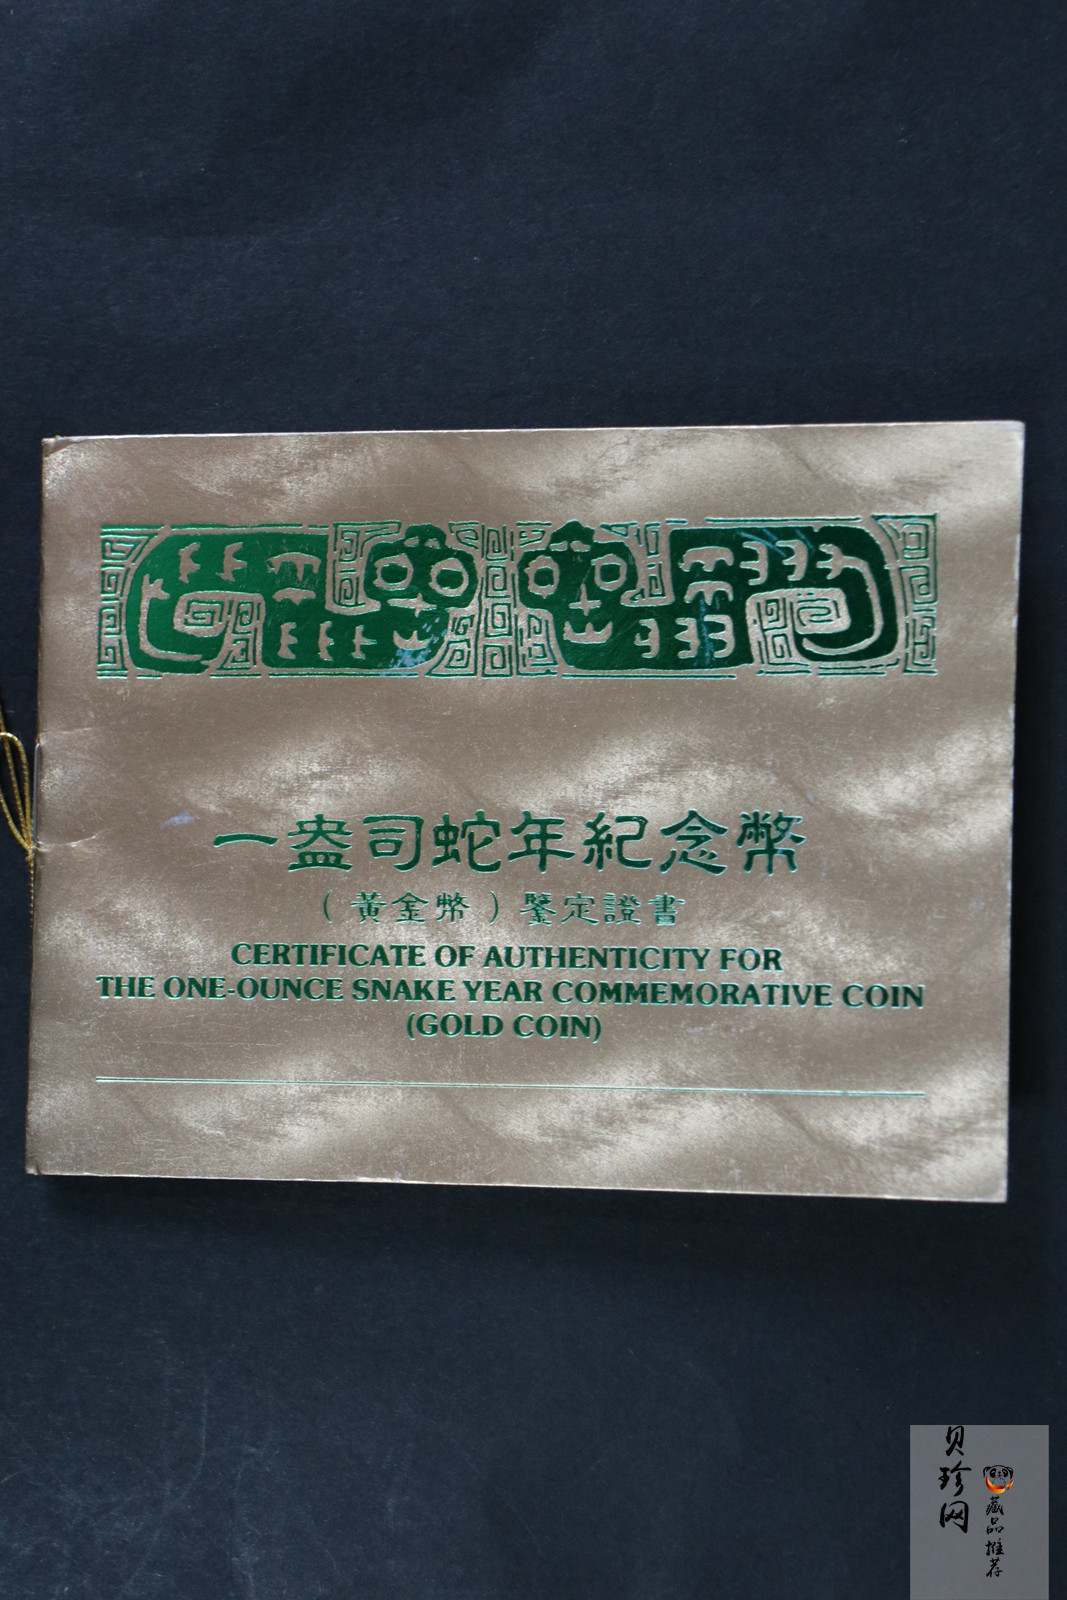 一盎司蛇年紀念幣
（黃金幣）鑒定證書
CERTIFICATE OF AUTHENTICITY FOR
THE ONE-OUNCE SNAKE YEAR COMMEMORATIVE COIN
(GOLD COIN)
贝珍网
藏品推荐